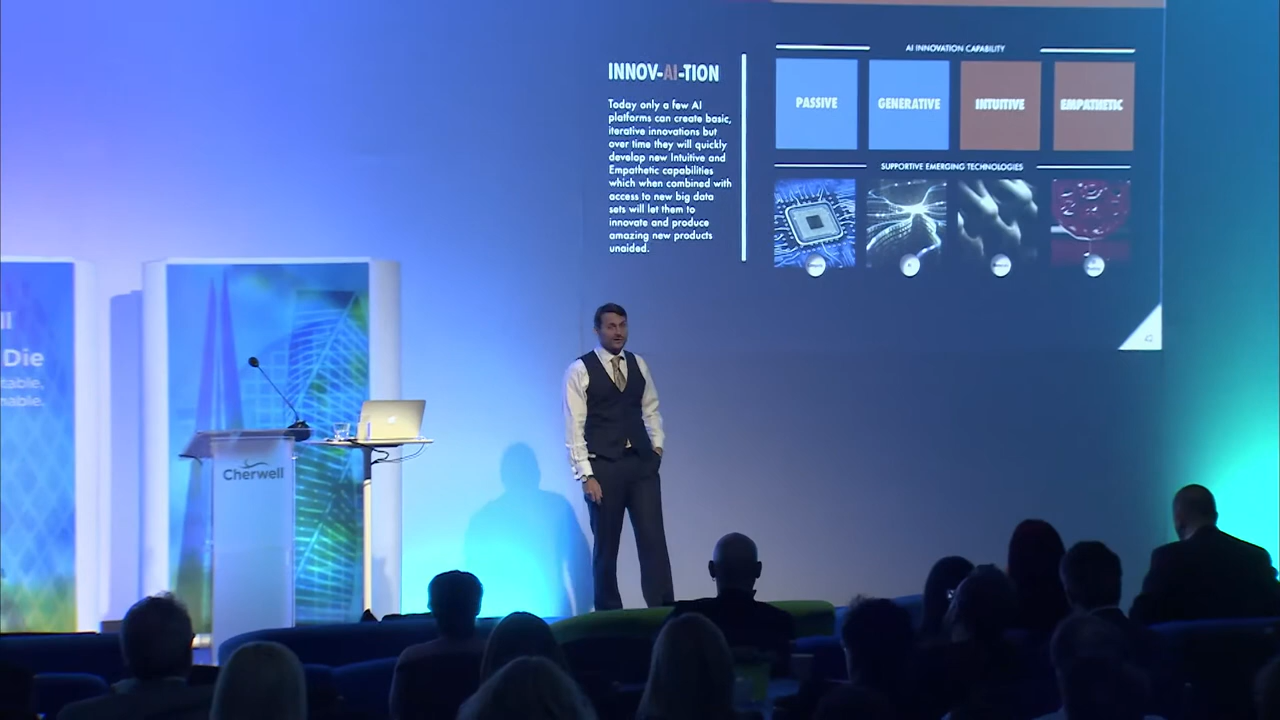 INNOV-AI-TION
Today only a few AI
platforms can create basic,
iterative innovations but
over time they will quickly
develop new Intuitive and
Empathetic capabilities
which when combined with
access to new big data
sets will let them to
innovate and produce
amazing new products
unaided.
AI INNOVATION CAPABILITY
PASSIVE
GENERATIVE
INTUITIVE
EMPATHETIC
SUPPORTIVE EMERGING TECHNOLOGIES
42
Die
Cherwell